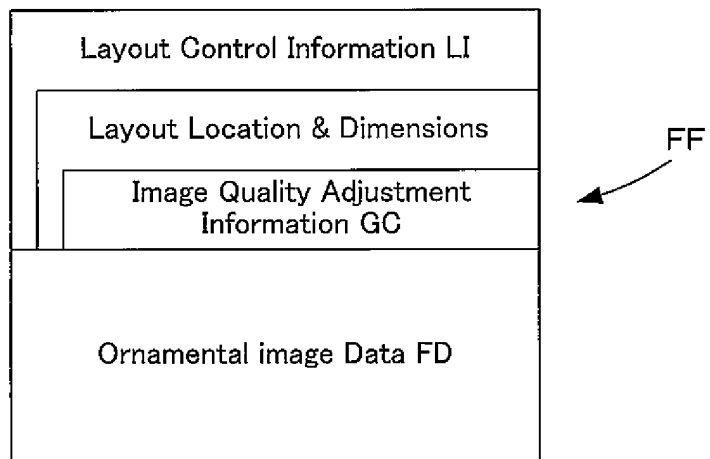 Layout Control Information LI
Layout Location & Dimensions
FF
Image Quality Adjustment
Information GC
Ornamental image Data FD